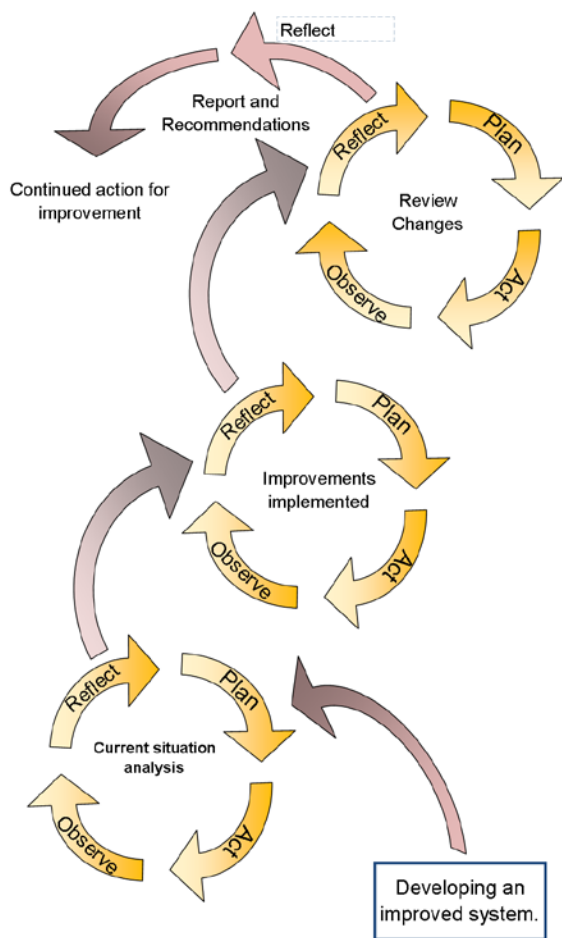 Reflect
Report and
Recommendations
Continued action for
improvement
Reflect
Plan
Review
Changes
Observe
Act
Reflect
Plan
Improvements
implemented
Observe
Act
Reflect
Plan
Current situation
analysis
Observe
Act
Developing an
improved system.